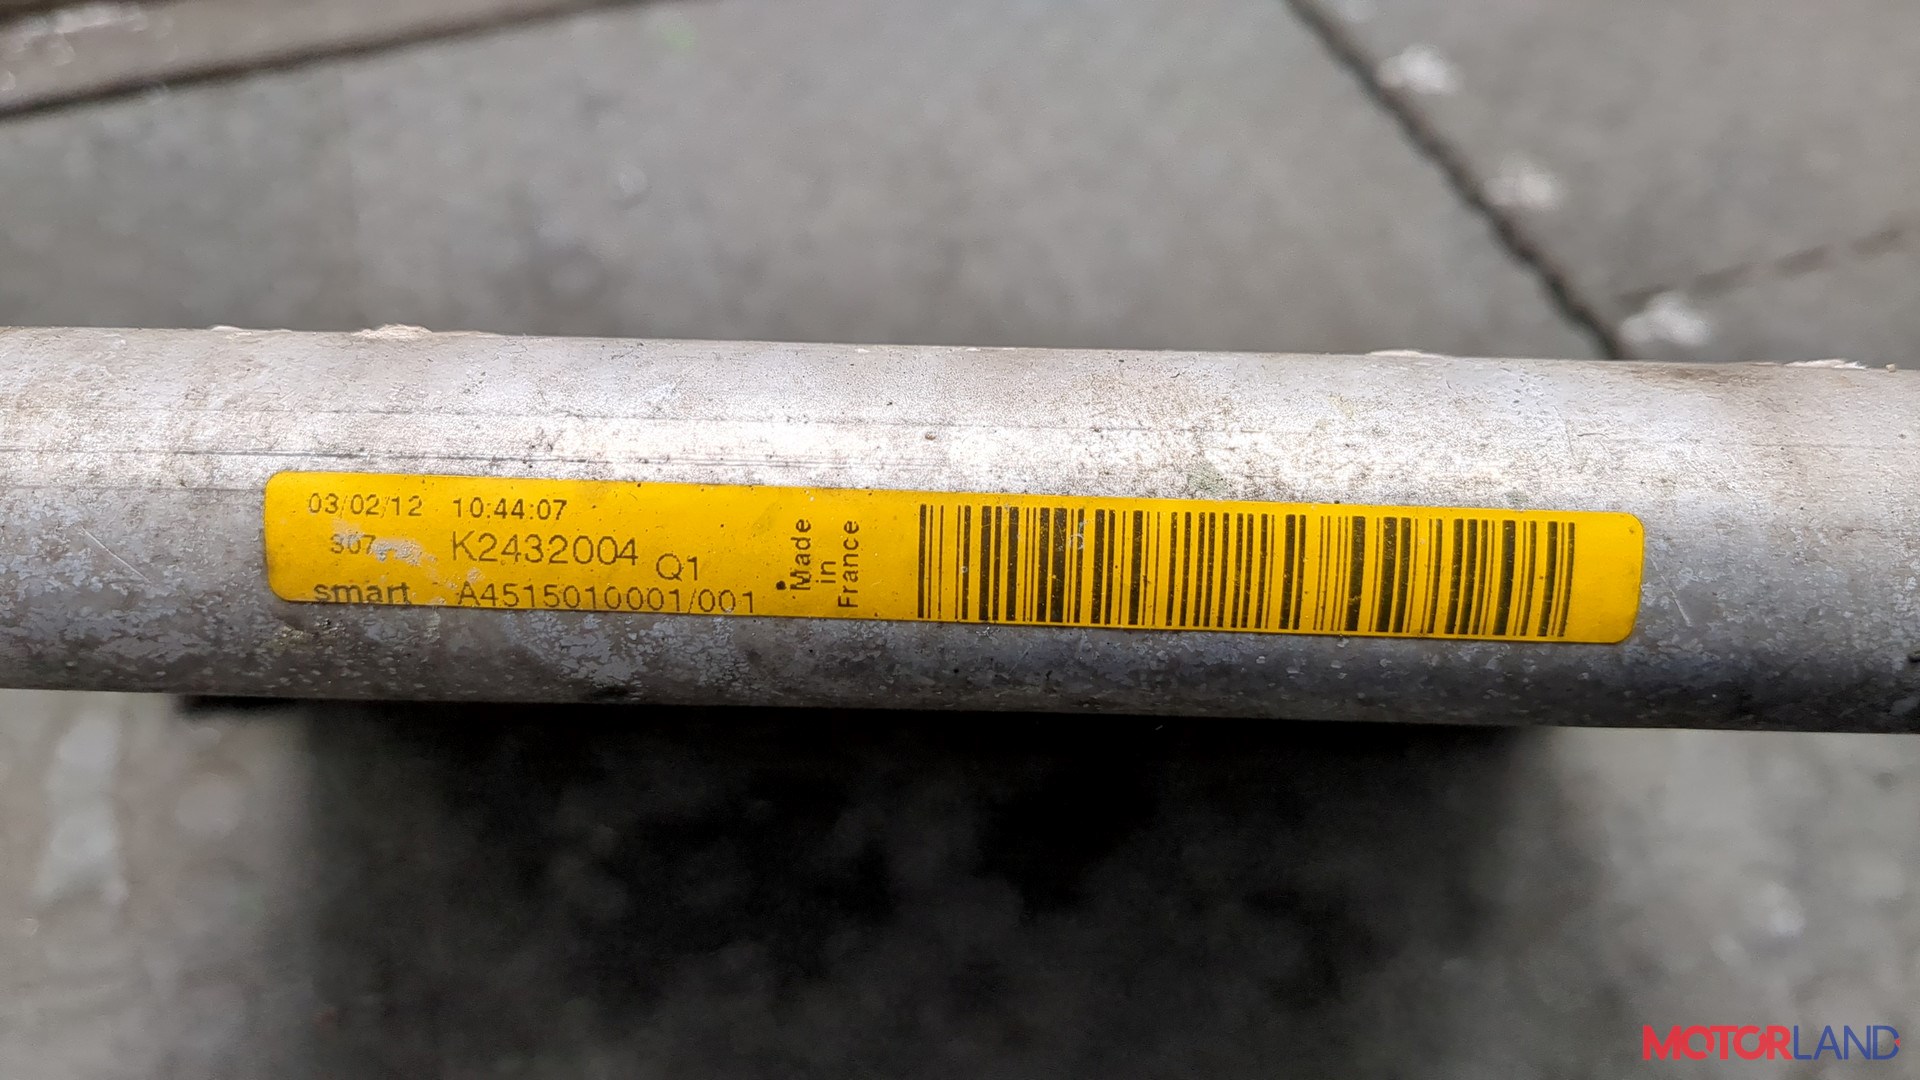 03/02/12 10:44:07
K2432004 Q1
smart A4515010001/001
Made
in
France
MOTORLAND